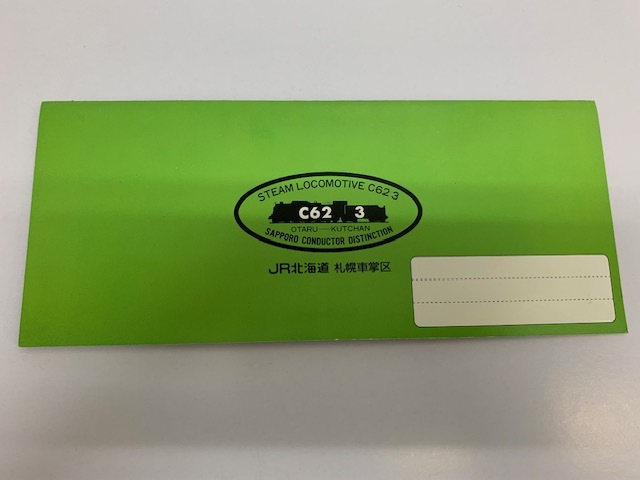 STEAM LOCOMOTIVE C62 3
C62 3
OTARU—KUTCHAN
SAPPORO CONDUCTOR DISTINCTION
JR北海道 札幌車掌区